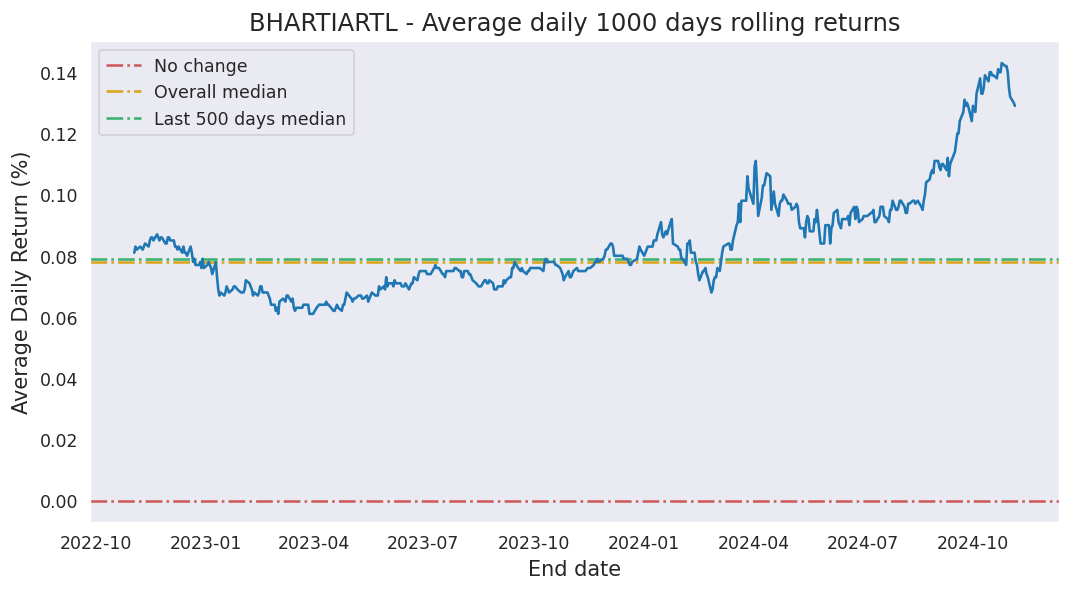 BHARTIARTL - Average daily 1000 days rolling returns
No change
Overall median
Last 500 days median
Average Daily Return (%)
0.14
0.12
0.10
0.08
0.06
0.04
0.02
0.00
2022-10 2023-01 2023-04 2023-07 2023-10 2024-01 2024-04 2024-07 2024-10
End date